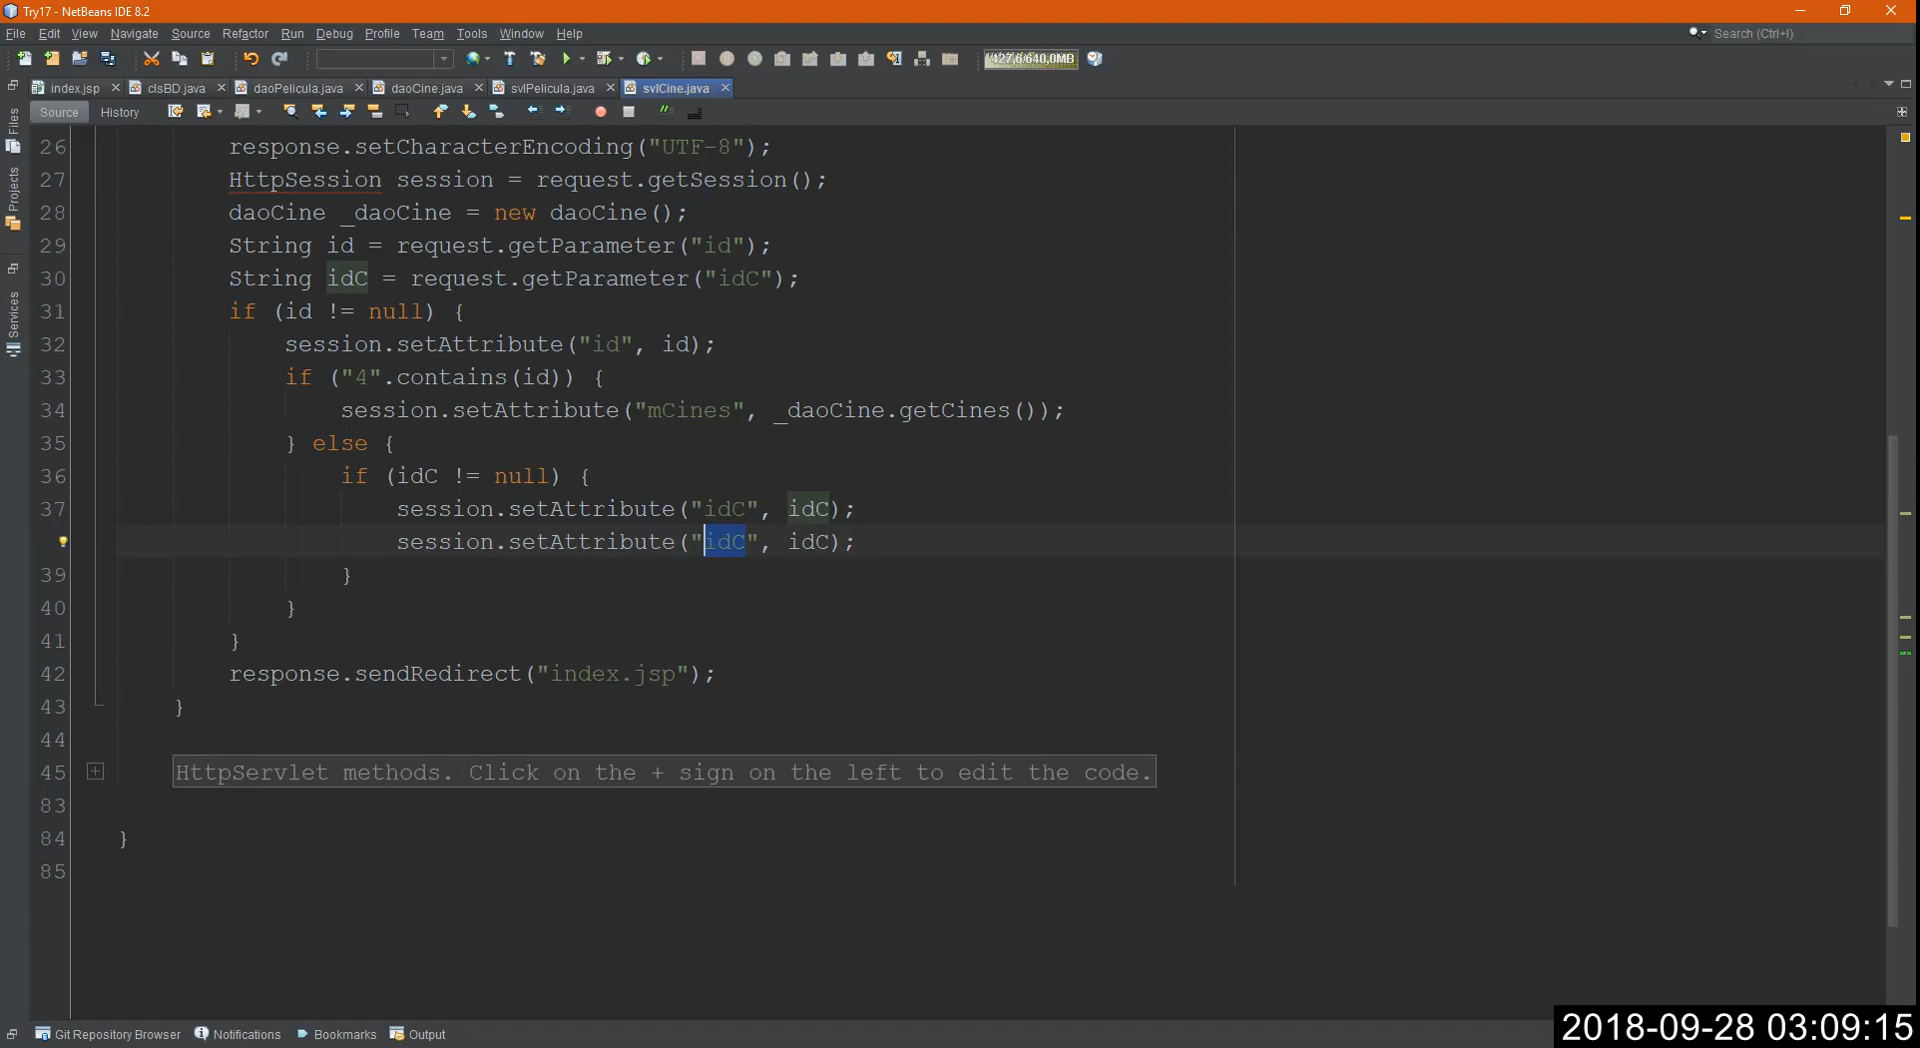 Try17 - NetBeans IDE 8.2
File Edit View Navigate Source Refactor Run Debug Profile Team Tools Window Help
Search (Ctrl+I)
427,6/640,0MB
index.jsp clsBD.java daoPelicula.java daoCine.java svlPelicula.java svlCine.java
Source History
Files
Projects
Services
26 response.setCharacterEncoding("UTF-8");
27 HttpSession session = request.getSession();
28 daoCine _daoCine = new daoCine();
29 String id = request.getParameter("id");
30 String idC = request.getParameter("idC");
31 if (id != null) {
32 session.setAttribute("id", id);
33 if ("4".contains(id)) {
34 session.setAttribute("mCines", _daoCine.getCines());
35 } else {
36 if (idC != null) {
37 session.setAttribute("idC", idC);
session.setAttribute("idC", idC);
39 }
40 }
41 }
42 response.sendRedirect("index.jsp");
43 }
44
45 HttpServlet methods. Click on the + sign on the left to edit the code.
83
84 }
85
Git Repository Browser Notifications Bookmarks Output
2018-09-28 03:09:15